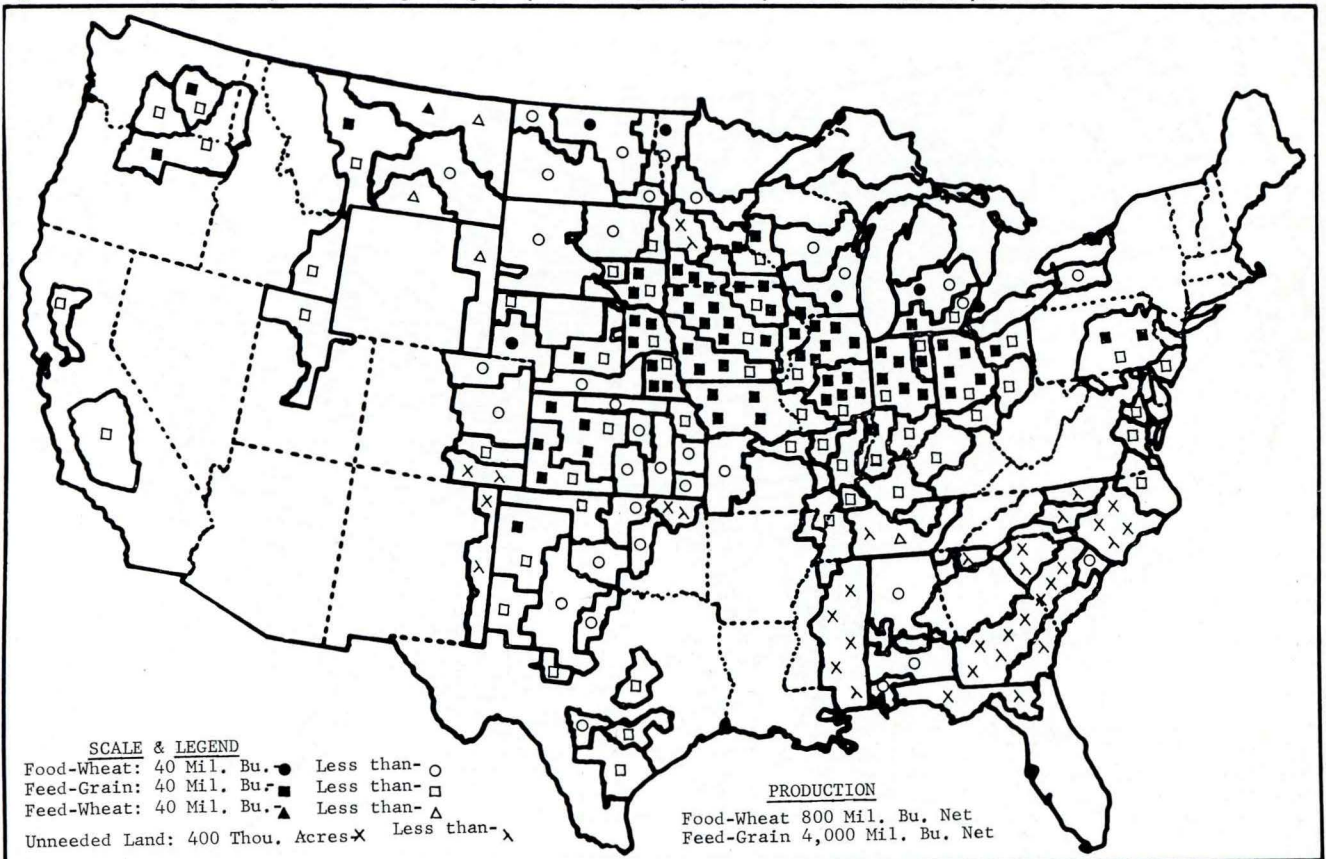 SCALE & LEGEND
Food-Wheat: 40 Mil. Bu.- Less than-
Feed-Grain: 40 Mil. Bu.- Less than-
Feed-Wheat: 40 Mil. Bu.- Less than-
Unneeded Land: 400 Thou. Acres- Less than-
PRODUCTION
Food-Wheat 800 Mil. Bu. Net
Feed-Grain 4,000 Mil. Bu. Net